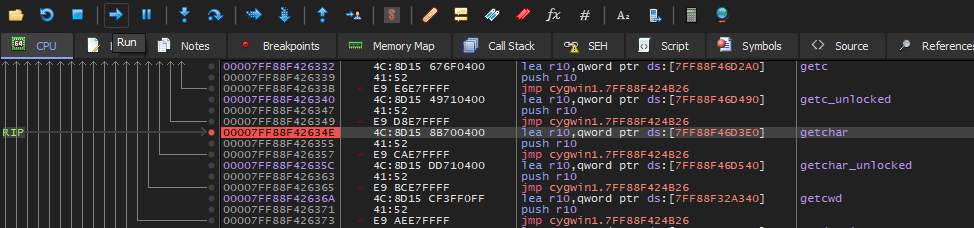 fx # A₂
CPU Notes Breakpoints Memory Map Call Stack SEH Script Symbols Source References
Run
00007FF88F426332 4C:8D15 676F0400 lea r10,qword ptr ds:[7FF88F46D2A0] getc
00007FF88F426339 41:52 push r10
00007FF88F42633B E9 E6E7FFFF jmp cygwin1.7FF88F424B26
00007FF88F426340 4C:8D15 49710400 lea r10,qword ptr ds:[7FF88F46D490] getc_unlocked
00007FF88F426347 41:52 push r10
00007FF88F426349 E9 D8E7FFFF jmp cygwin1.7FF88F424B26
RIP 00007FF88F42634E 4C:8D15 8B700400 lea r10,qword ptr ds:[7FF88F46D3E0] getchar
00007FF88F426355 41:52 push r10
00007FF88F426357 E9 CAE7FFFF jmp cygwin1.7FF88F424B26
00007FF88F42635C 4C:8D15 DD710400 lea r10,qword ptr ds:[7FF88F46D540] getchar_unlocked
00007FF88F426363 41:52 push r10
00007FF88F426365 E9 BCE7FFFF jmp cygwin1.7FF88F424B26
00007FF88F42636A 4C:8D15 CF3FF0FF lea r10,qword ptr ds:[7FF88F32A340] getcwd
00007FF88F426371 41:52 push r10
00007FF88F426373 E9 AEE7FFFF jmp cygwin1.7FF88F424B26